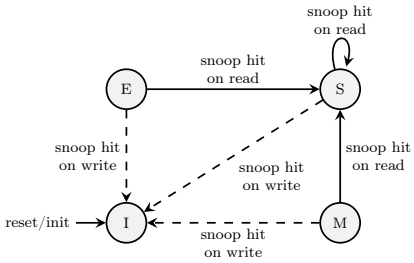 snoop hit
on read
snoop hit
on read
E
S
snoop hit
on write
snoop hit
on read
snoop hit
on write
reset/init
I
M
snoop hit
on write